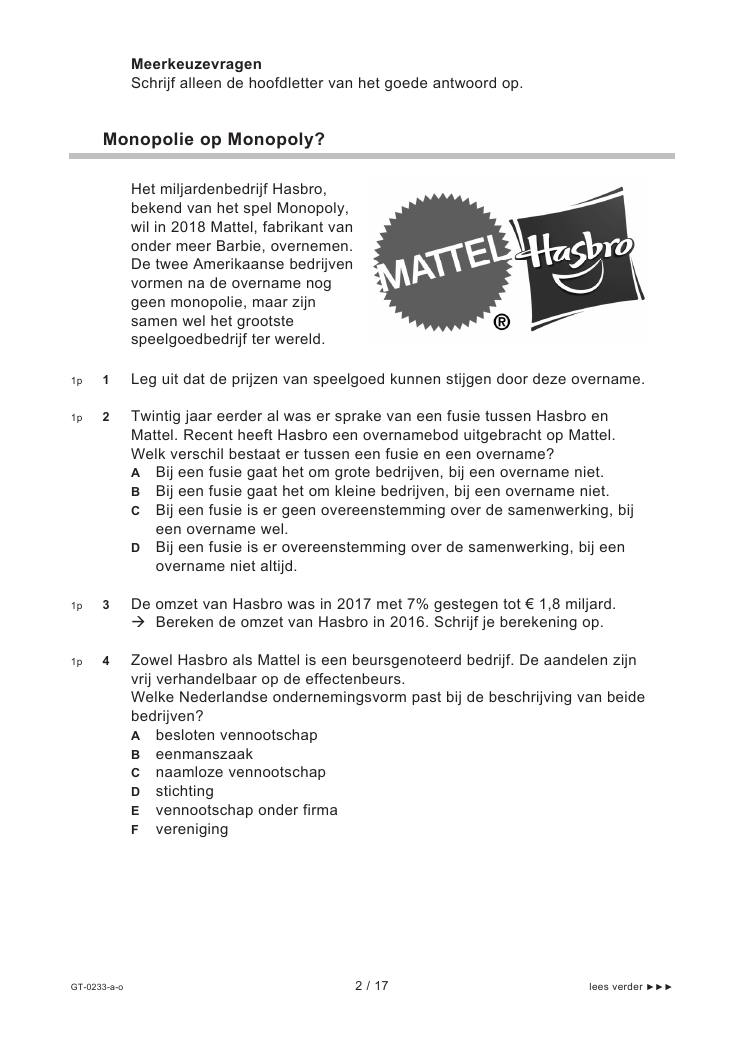 Meerkeuzevragen
Schrijf alleen de hoofdletter van het goede antwoord op.
Monopolie op Monopoly?
Het miljardenbedrijf Hasbro,
bekend van het spel Monopoly,
wil in 2018 Mattel, fabrikant van
onder meer Barbie, overnemen.
De twee Amerikaanse bedrijven
vormen na de overname nog
geen monopolie, maar zijn
samen wel het grootste
speelgoedbedrijf ter wereld.
MATTEL
®
Hasbro
1p 1 Leg uit dat de prijzen van speelgoed kunnen stijgen door deze overname.
1p 2 Twintig jaar eerder al was er sprake van een fusie tussen Hasbro en
Mattel. Recent heeft Hasbro een overnamebod uitgebracht op Mattel.
Welk verschil bestaat er tussen een fusie en een overname?
A Bij een fusie gaat het om grote bedrijven, bij een overname niet.
B Bij een fusie gaat het om kleine bedrijven, bij een overname niet.
C Bij een fusie is er geen overeenstemming over de samenwerking, bij
een overname wel.
D Bij een fusie is er overeenstemming over de samenwerking, bij een
overname niet altijd.
1p 3 De omzet van Hasbro was in 2017 met 7% gestegen tot € 1,8 miljard.
→ Bereken de omzet van Hasbro in 2016. Schrijf je berekening op.
1p 4 Zowel Hasbro als Mattel is een beursgenoteerd bedrijf. De aandelen zijn
vrij verhandelbaar op de effectenbeurs.
Welke Nederlandse ondernemingsvorm past bij de beschrijving van beide
bedrijven?
A besloten vennootschap
B eenmanszaak
C naamloze vennootschap
D stichting
E vennootschap onder firma
F vereniging
GT-0233-a-o 2 / 17 lees verder ►►►